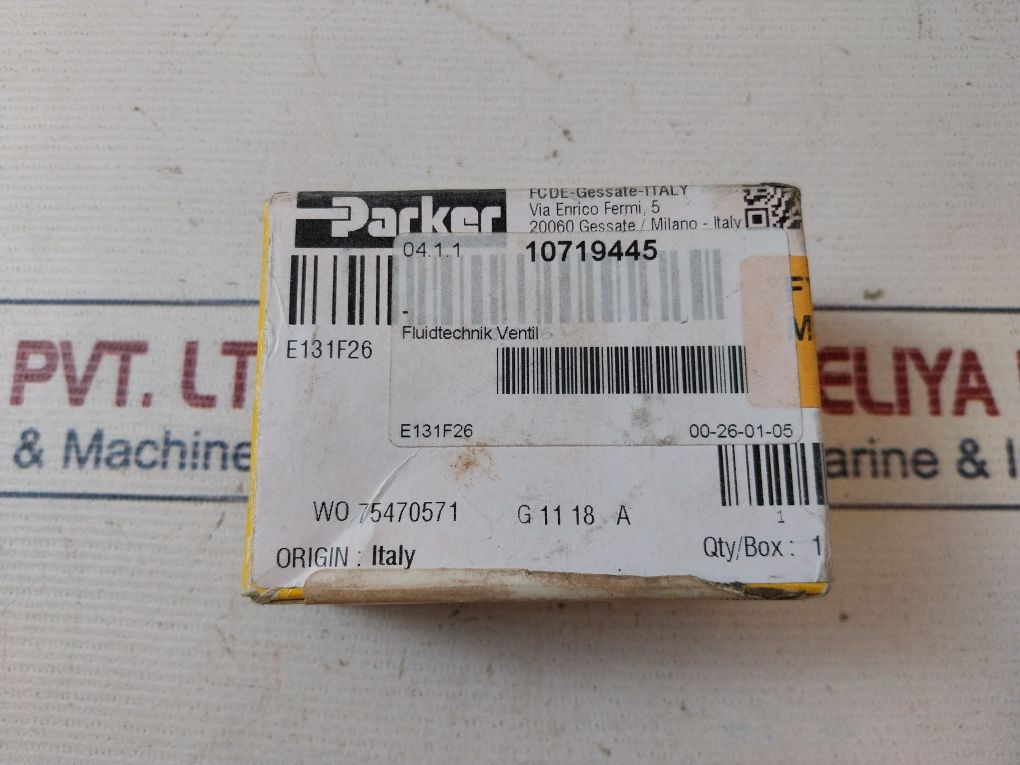 Parker
FCDE-Gessate-ITALY
Via Enrico Fermi, 5
20060 Gessate / Milano - Italy
04.1.1 10719445
-
Fluidtechnik Ventil
E131F26
E131F26 00-26-01-05
1
WO 75470571 G 11 18 A
ORIGIN : Italy Qty/Box : 1
PVT. LT
& Machine
ELIYA
arine & I